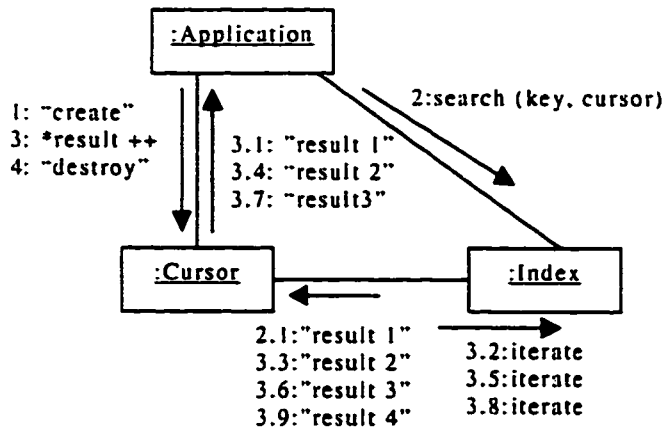 :Application
1: "create"
3: *result ++
4: "destroy"
2:search (key, cursor)
3.1: "result 1"
3.4: "result 2"
3.7: "result3"
:Cursor
:Index
2.1:"result 1"
3.3:"result 2"
3.6:"result 3"
3.9:"result 4"
3.2:iterate
3.5:iterate
3.8:iterate